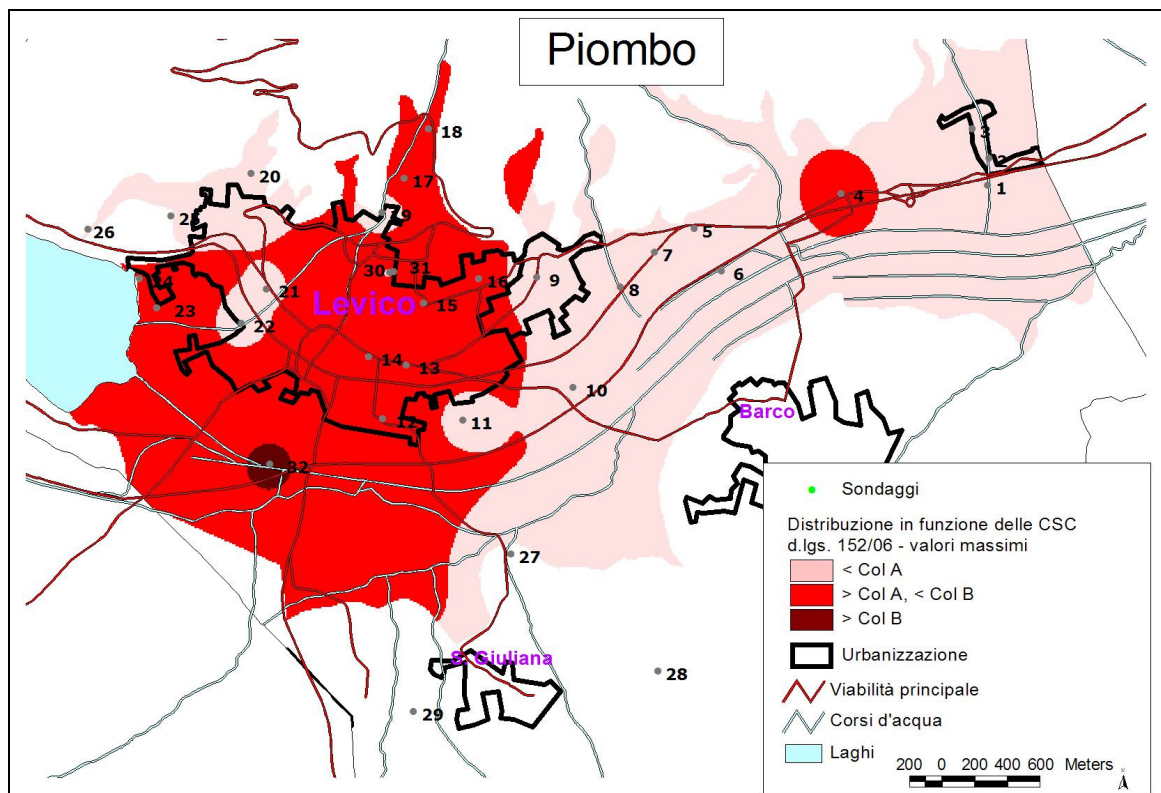 Piombo
18
3
2
20
17
4
1
25
19
26
5
7
30
31
6
24
16
9
21
8
Levico
15
23
22
14
13
10
Barco
12
11
32
27
S. Giuliana
28
29
Sondaggi
Distribuzione in funzione delle CSC
d.lgs. 152/06 - valori massimi
< Col A
> Col A, < Col B
> Col B
Urbanizzazione
Viabilità principale
Corsi d'acqua
Laghi
200 0 200 400 600 Meters
N